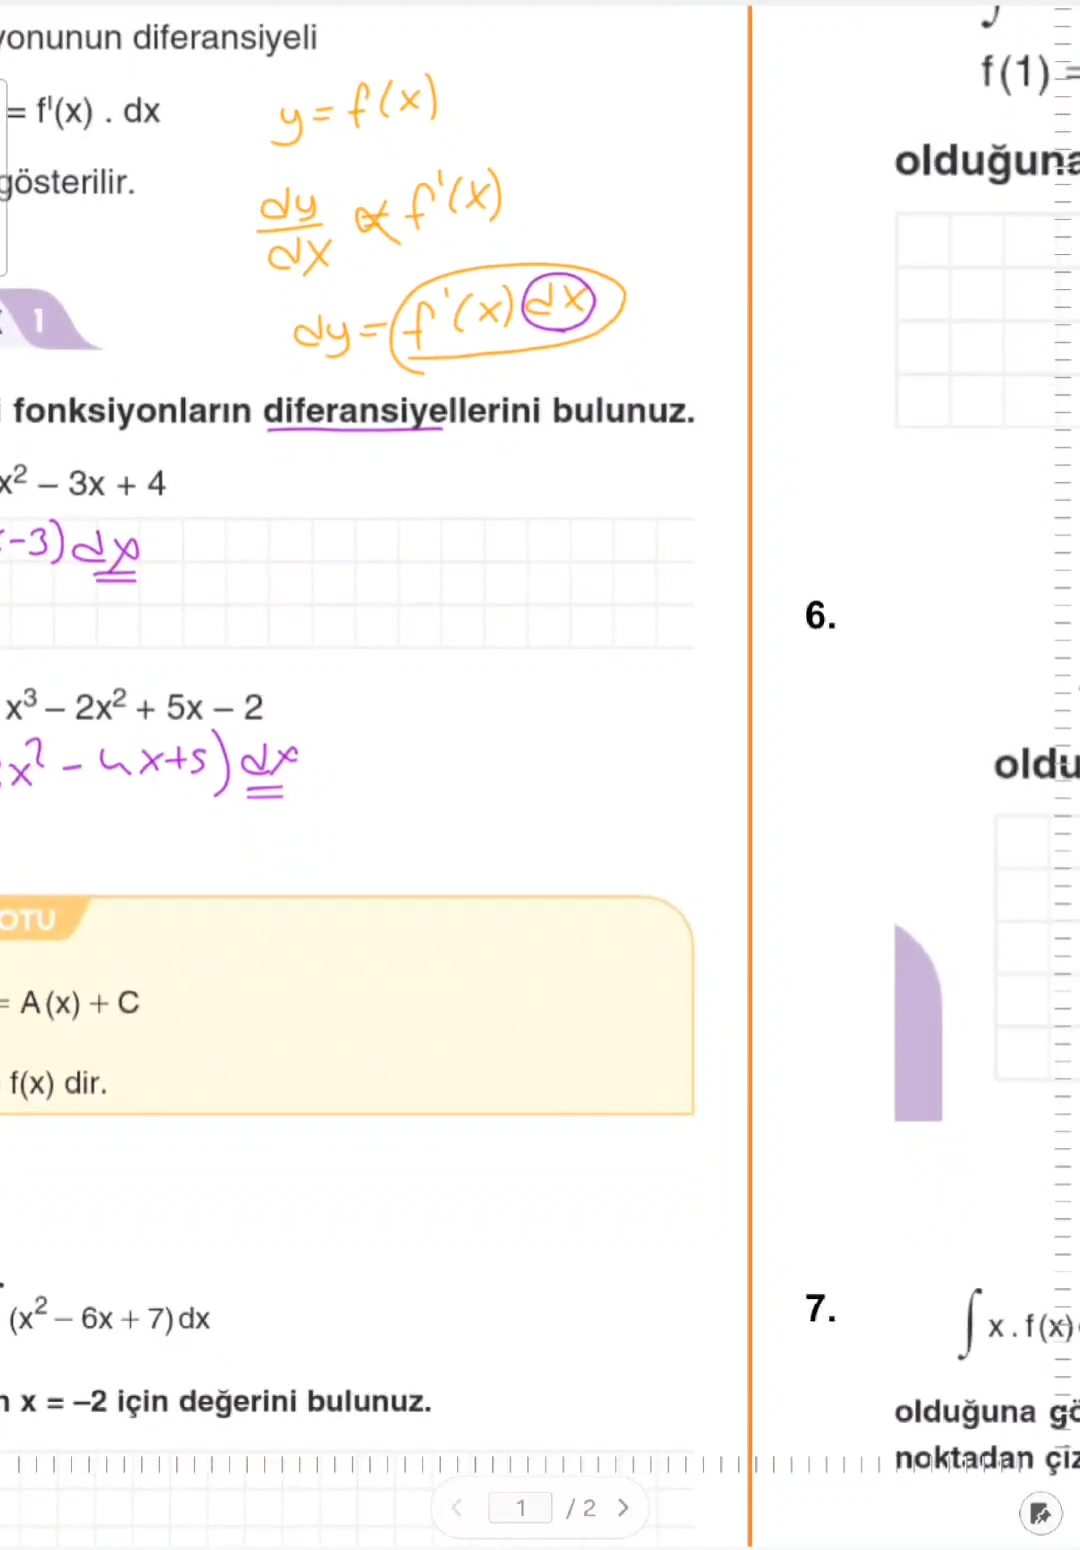 onunun diferansiyeli
= f'(x) . dx
gösterilir.
y = f(x)
dy/dx = f'(x)
dy = f'(x) dx
1
fonksiyonların diferansiyellerini bulunuz.
x² – 3x + 4
-3) dx
x³ – 2x² + 5x – 2
x² - 4x+5) dx
OTU
= A(x) + C
f(x) dir.
(x² – 6x + 7) dx
x = –2 için değerini bulunuz.
1 / 2
f(1) =
olduğuna
6.
oldu
7. ∫ x . f(x)
olduğuna gö
noktadan çiz